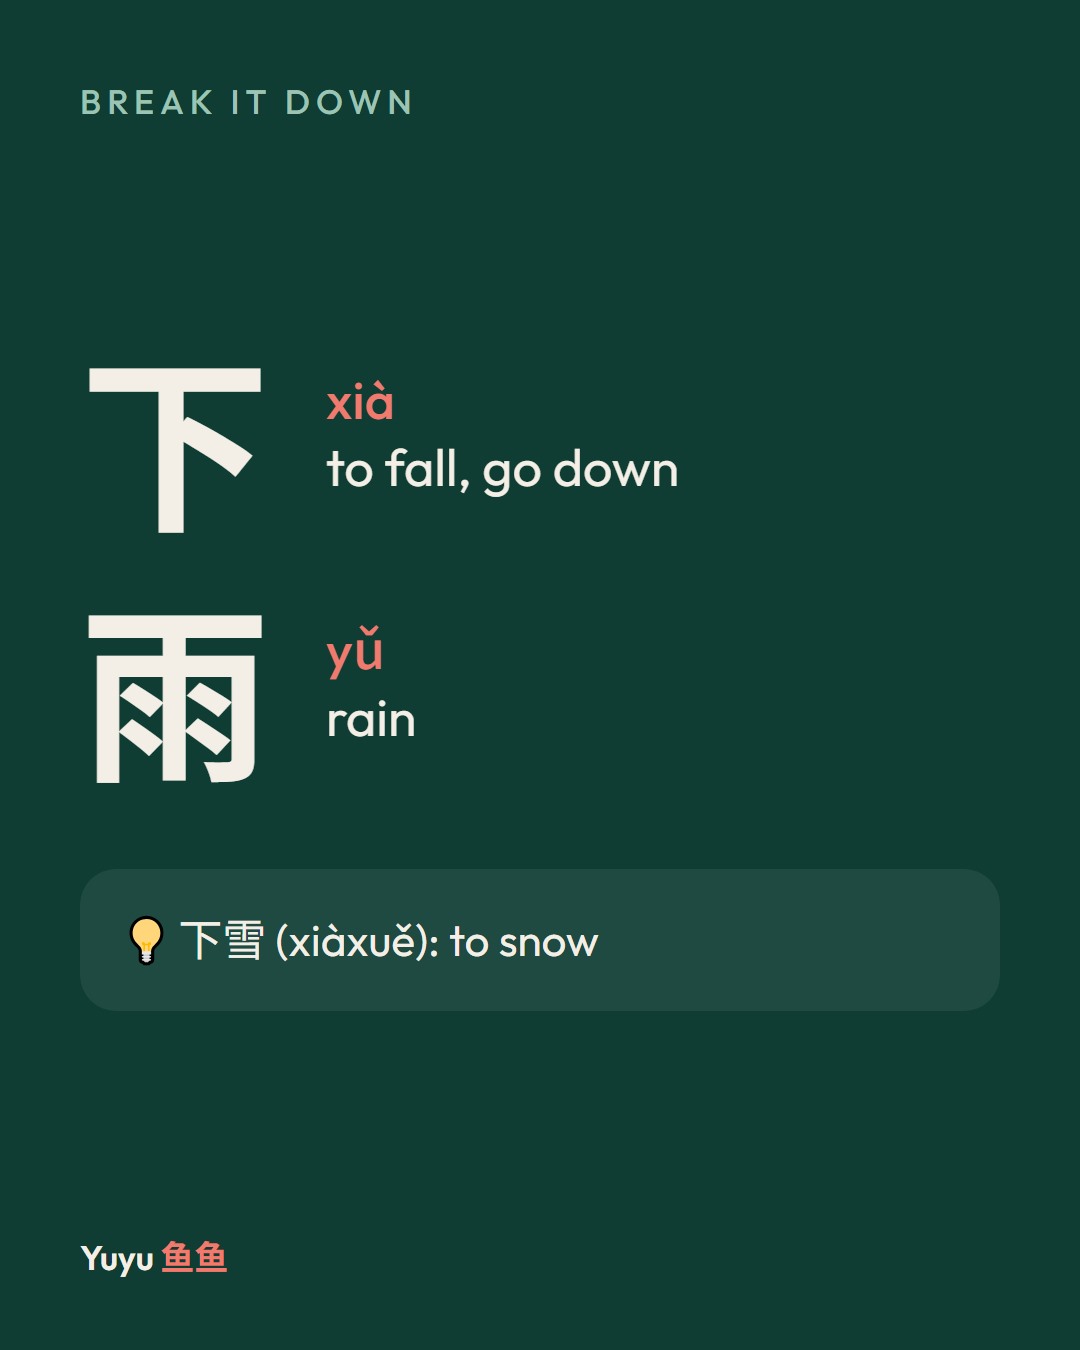 BREAK IT DOWN
下
xià
to fall, go down
雨
yǔ
rain
💡 下雪 (xiàxuě): to snow
Yuyu 鱼鱼